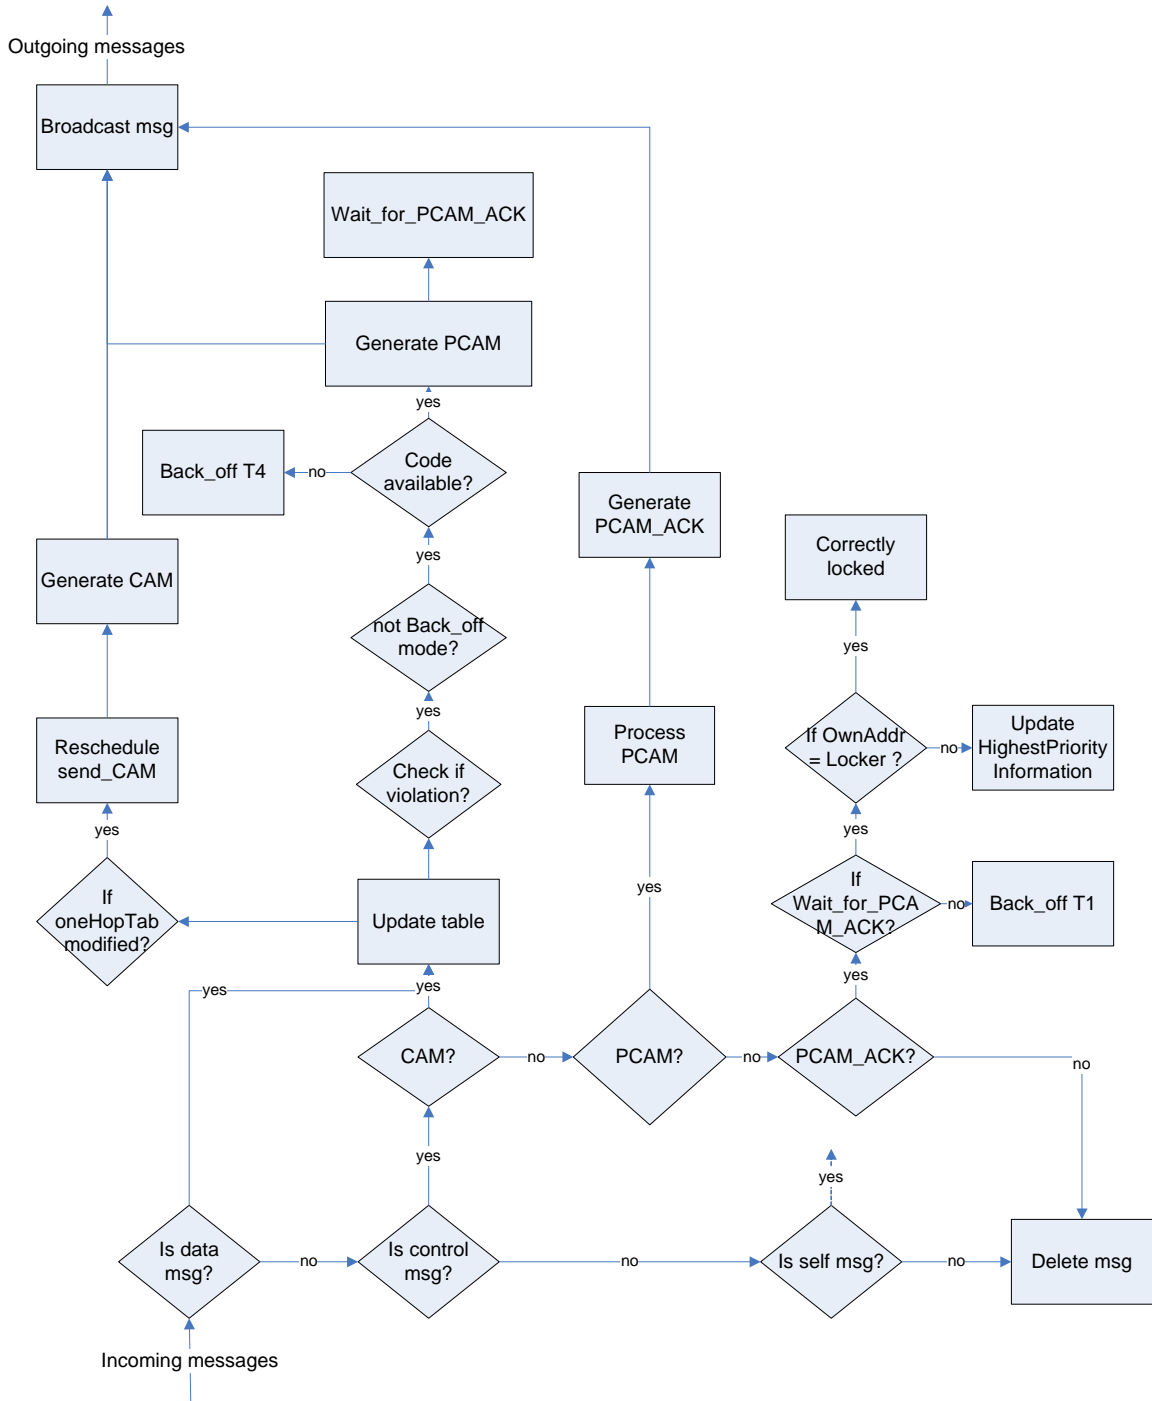 Outgoing messages
Broadcast msg
Wait_for_PCAM_ACK
Generate PCAM
yes
Code
available?
no
Back_off T4
Generate
PCAM_ACK
Correctly
locked
Generate CAM
yes
not Back_off
mode?
yes
yes
Reschedule
send_CAM
Process
PCAM
If OwnAddr
= Locker ?
no
Update
HighestPriority
Information
Check if
violation?
yes
yes
If
oneHopTab
modified?
Update table
yes
If
Wait_for_PCA
M_ACK?
no
Back_off T1
yes
yes
yes
CAM?
no
PCAM?
no
PCAM_ACK?
no
yes
yes
Is data
msg?
no
Is control
msg?
no
Is self msg?
no
Delete msg
Incoming messages